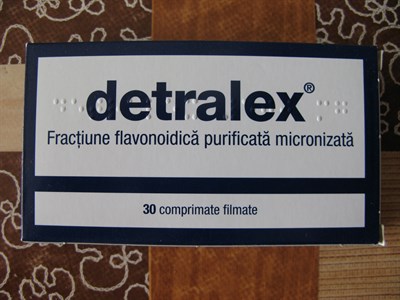 detralex®
Fracțiune flavonoidică purificată micronizată
30 comprimate filmate